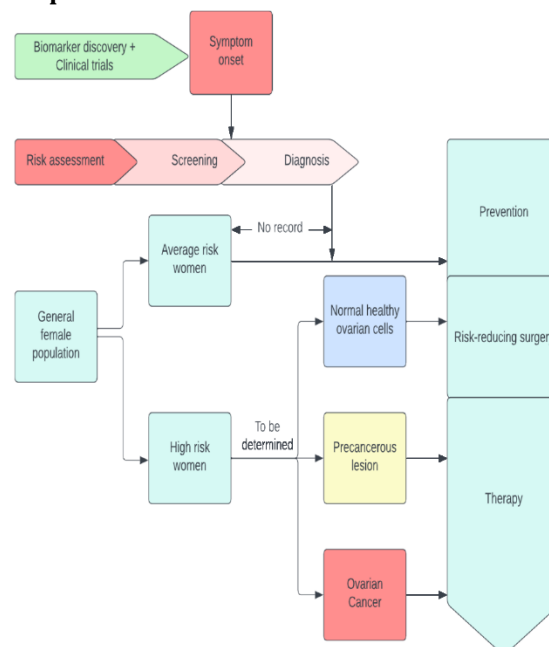 Biomarker discovery +
Clinical trials
Symptom
onset
Risk assessment
Screening
Diagnosis
Prevention
No record
Average risk
women
General
female
population
Normal healthy
ovarian cells
Risk-reducing surger
To be
determined
High risk
women
Precancerous
lesion
Therapy
Ovarian
Cancer